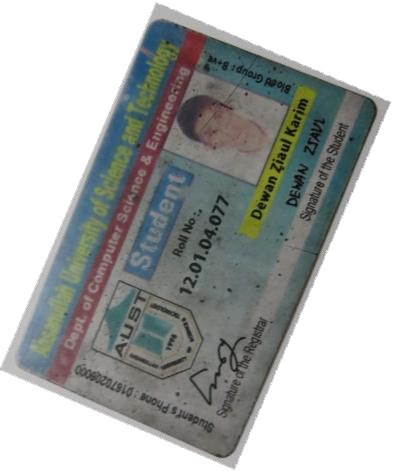 Ahsanullah University of Science and Technology
Dept. of Computer Science & Engineering
Student
Roll No.:
12.01.04.077
Blood Group : B+ve
Dewan Ziaul Karim
DEWAN ZIAUL
Signature of the Student
AUST
Signature of the Registrar
Student's Phone : 01670208000